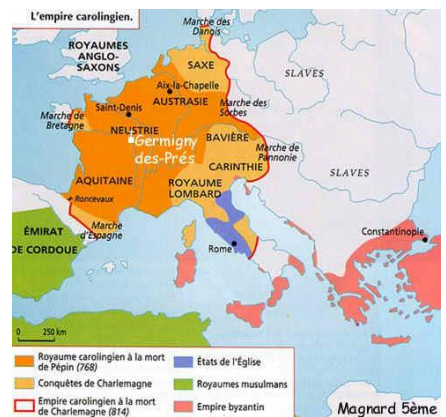 L'empire carolingien.
Marche des
Danois
ROYAUMES
ANGLO-
SAXONS
SAXE
SLAVES
Aix-la-Chapelle
Saint-Denis
AUSTRASIE
Marche des
Sorbes
Marche de
Bretagne
NEUSTRIE
Germigny
des-Prés
BAVIÈRE
Marche de
Pannonie
CARINTHIE
SLAVES
AQUITAINE
ROYAUME
LOMBARD
Roncevaux
Marche
d'Espagne
ÉMIRAT
DE CORDOUE
Rome
Constantinople
0 250 km
Royaume carolingien à la mort
de Pépin (768)
Conquêtes de Charlemagne
Empire carolingien à la mort
de Charlemagne (814)
États de l'Église
Royaumes musulmans
Empire byzantin
Magnard 5ème